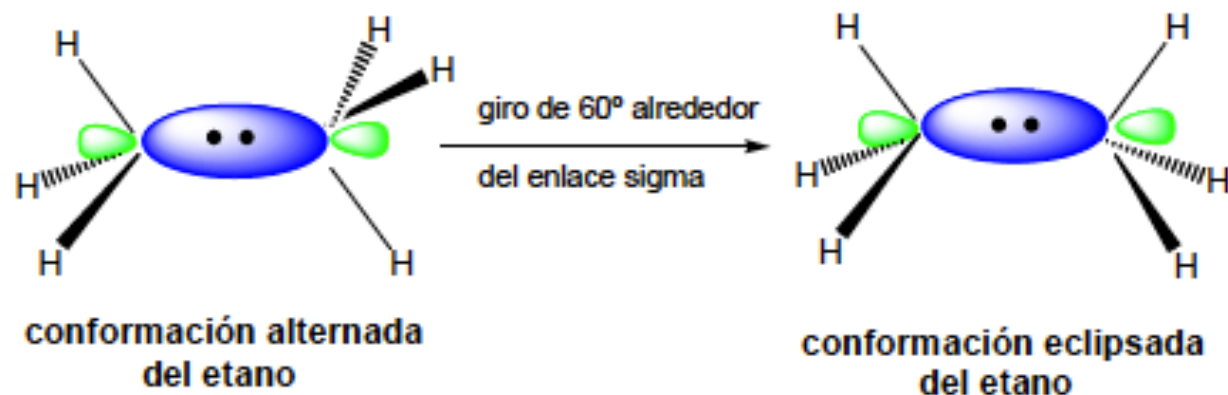 H
H
H
H
H
H
giro de 60º alrededor
del enlace sigma
H
H
H
H
H
H
conformación alternada
del etano
conformación eclipsada
del etano